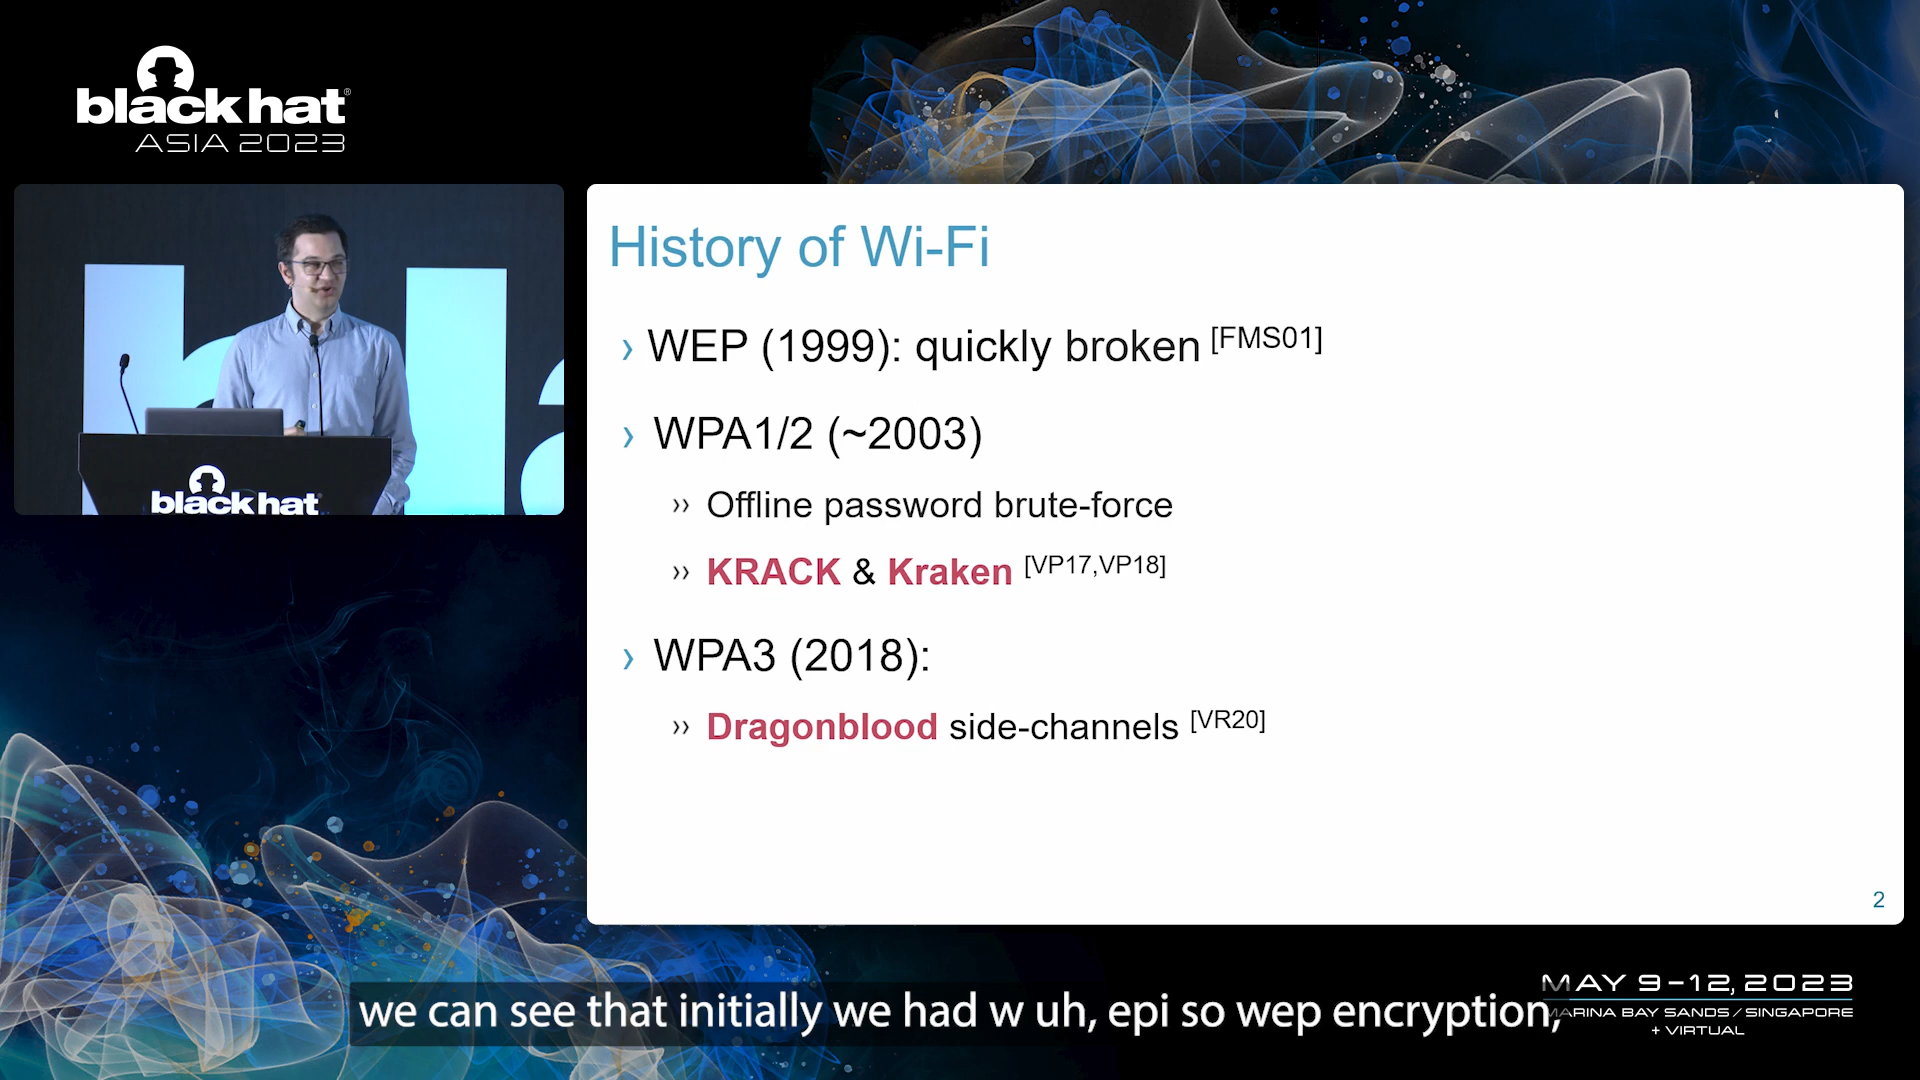 black hat®
ASIA 2023
black hat
History of Wi-Fi
› WEP (1999): quickly broken [FMS01]
› WPA1/2 (~2003)
›› Offline password brute-force
›› KRACK & Kraken [VP17,VP18]
› WPA3 (2018):
›› Dragonblood side-channels [VR20]
2
we can see that initially we had w uh, epi so wep encryption,
MAY 9-12, 2023
MARINA BAY SANDS / SINGAPORE
+ VIRTUAL